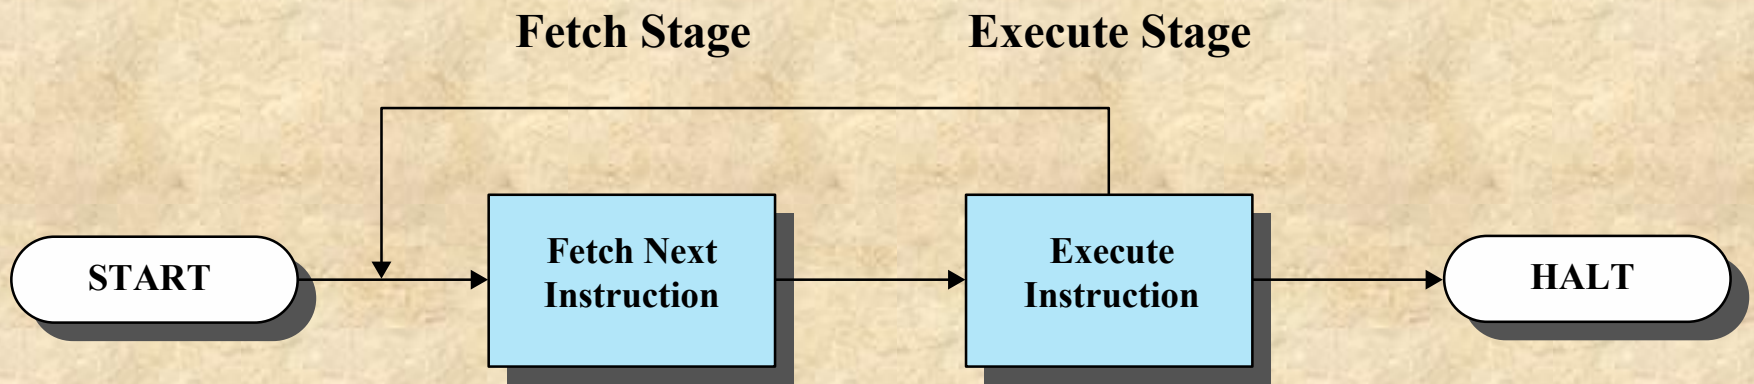 Fetch Stage
Execute Stage
START
Fetch Next
Instruction
Execute
Instruction
HALT